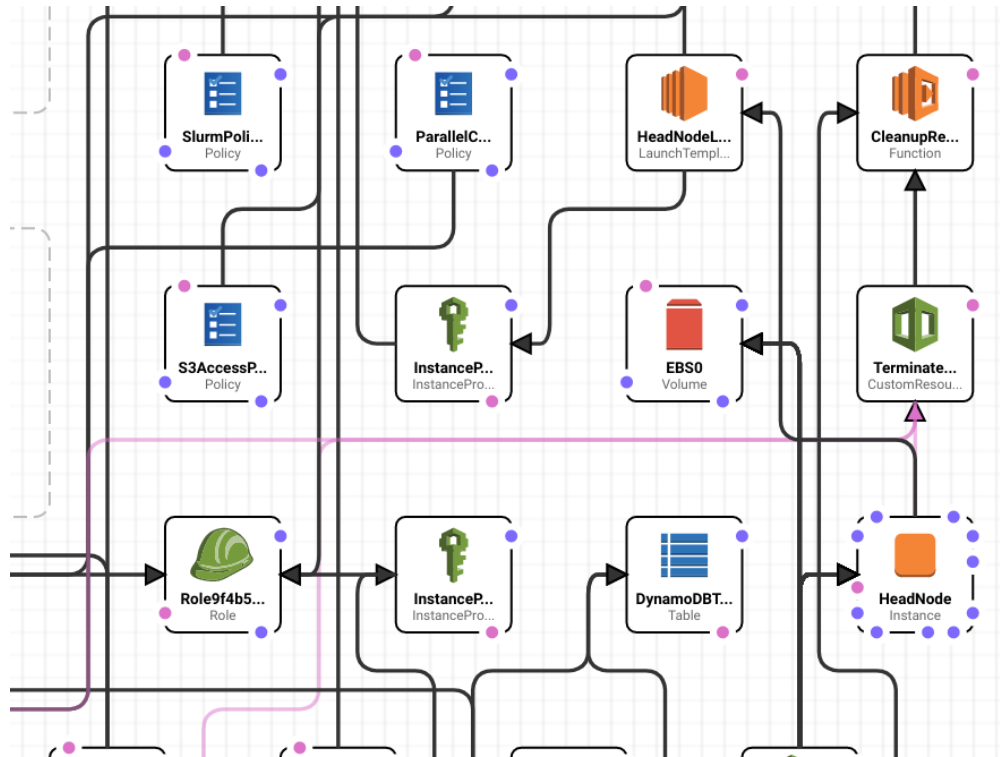 SlurmPoli...
Policy
ParallelC...
Policy
HeadNodeL...
LaunchTempl...
CleanupRe...
Function
S3AccessP...
Policy
InstanceP...
InstancePro...
EBS0
Volume
Terminate...
CustomResou...
Role9f4b5...
Role
InstanceP...
InstancePro...
DynamoDBT...
Table
HeadNode
Instance